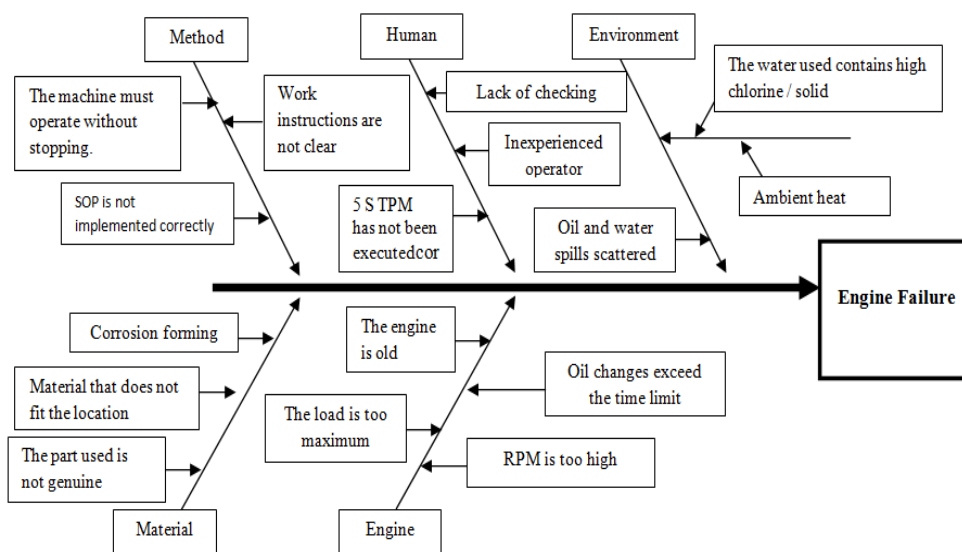 Method
Human
Environment
The machine must
operate without
stopping.
Work
instructions are
not clear
SOP is not
implemented correctly
Lack of checking
Inexperienced
operator
5 S TPM
has not been
executedcor
The water used contains high
chlorine / solid
Ambient heat
Oil and water
spills scattered
Engine Failure
Corrosion forming
Material that does not
fit the location
The part used is
not genuine
The engine
is old
Oil changes exceed
the time limit
The load is too
maximum
RPM is too high
Material
Engine